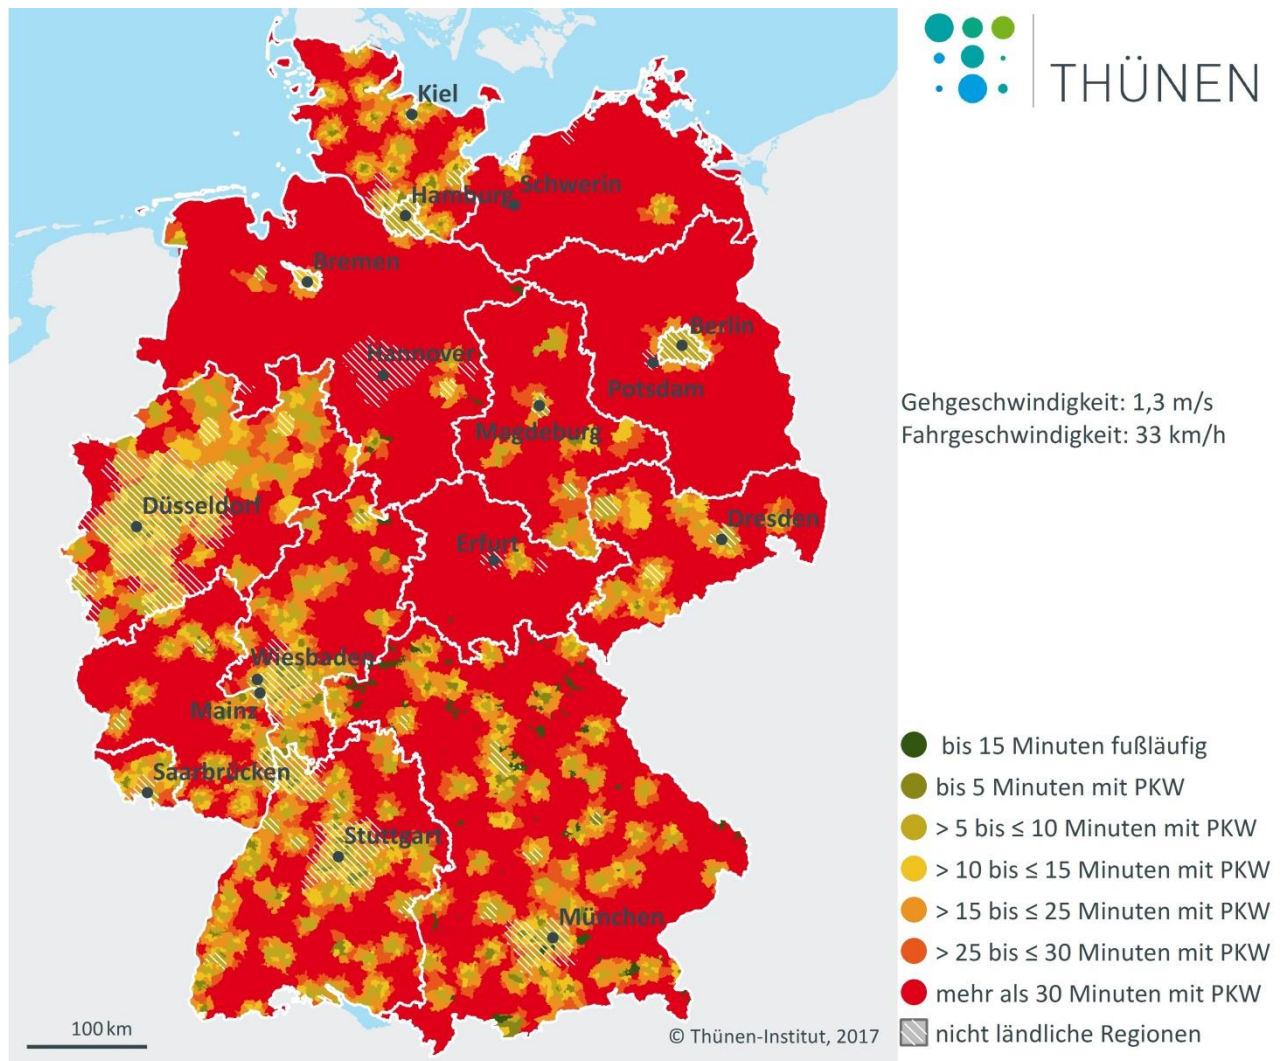 THÜNEN
Kiel
Hamburg
Schwerin
Bremen
Berlin
Hannover
Potsdam
Magdeburg
Düsseldorf
Dresden
Erfurt
Wiesbaden
Mainz
Saarbrücken
Stuttgart
München
Gehgeschwindigkeit: 1,3 m/s
Fahrgeschwindigkeit: 33 km/h
bis 15 Minuten fußläufig
bis 5 Minuten mit PKW
> 5 bis ≤ 10 Minuten mit PKW
> 10 bis ≤ 15 Minuten mit PKW
> 15 bis ≤ 25 Minuten mit PKW
> 25 bis ≤ 30 Minuten mit PKW
mehr als 30 Minuten mit PKW
nicht ländliche Regionen
100 km
© Thünen-Institut, 2017